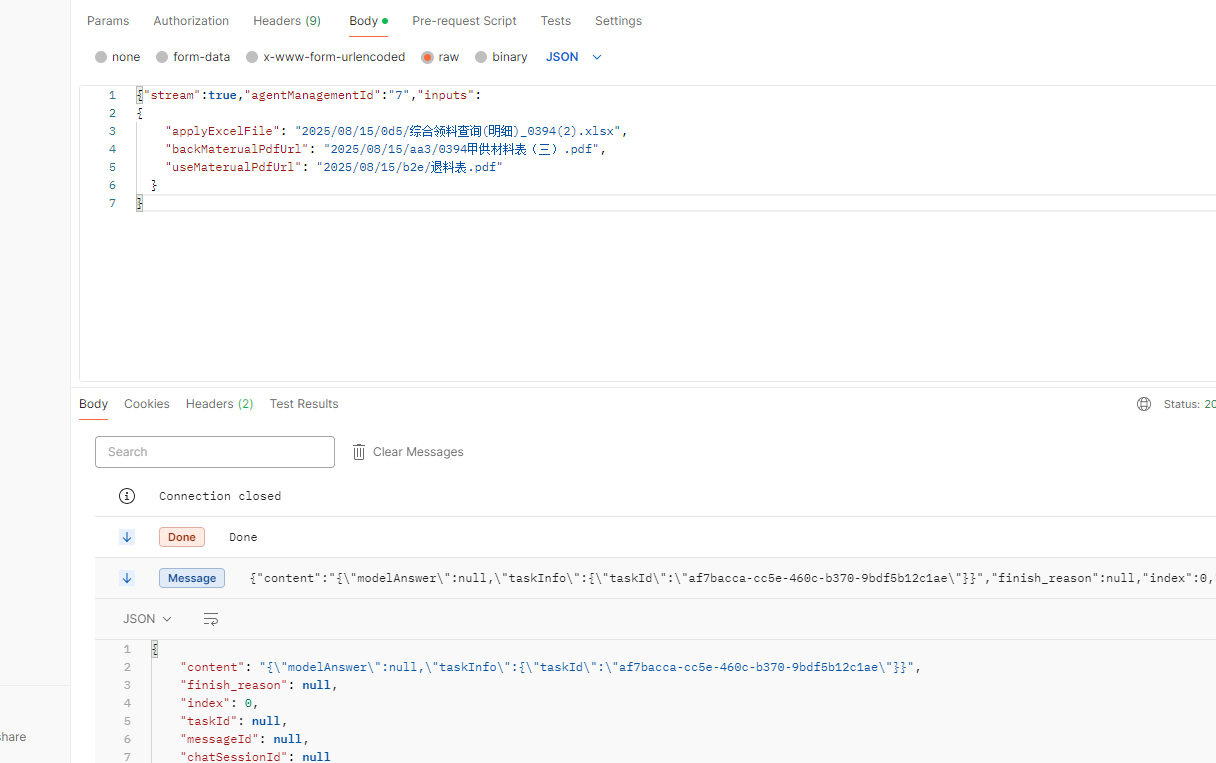 Params Authorization Headers (9) Body Pre-request Script Tests Settings
none form-data x-www-form-urlencoded raw binary JSON
1 {"stream":true,"agentManagementId":"7","inputs":
2 {
3 "applyExcelFile": "2025/08/15/0d5/综合领料查询(明细)_0394(2).xlsx",
4 "backMaterualPdfUrl": "2025/08/15/aa3/0394甲供材料表（三）.pdf",
5 "useMaterualPdfUrl": "2025/08/15/b2e/退料表.pdf"
6 }
7 }
Body Cookies Headers (2) Test Results Status: 20
Search Clear Messages
Connection closed
Done Done
Message {"content":"{\"modelAnswer\":null,\"taskInfo\":{\"taskId\":\"af7bacca-cc5e-460c-b370-9bdf5b12c1ae\"}}","finish_reason":null,"index":0,
JSON
1 {
2 "content": "{\"modelAnswer\":null,\"taskInfo\":{\"taskId\":\"af7bacca-cc5e-460c-b370-9bdf5b12c1ae\"}}",
3 "finish_reason": null,
4 "index": 0,
5 "taskId": null,
hare
6 "messageId": null,
7 "chatSessionId": null